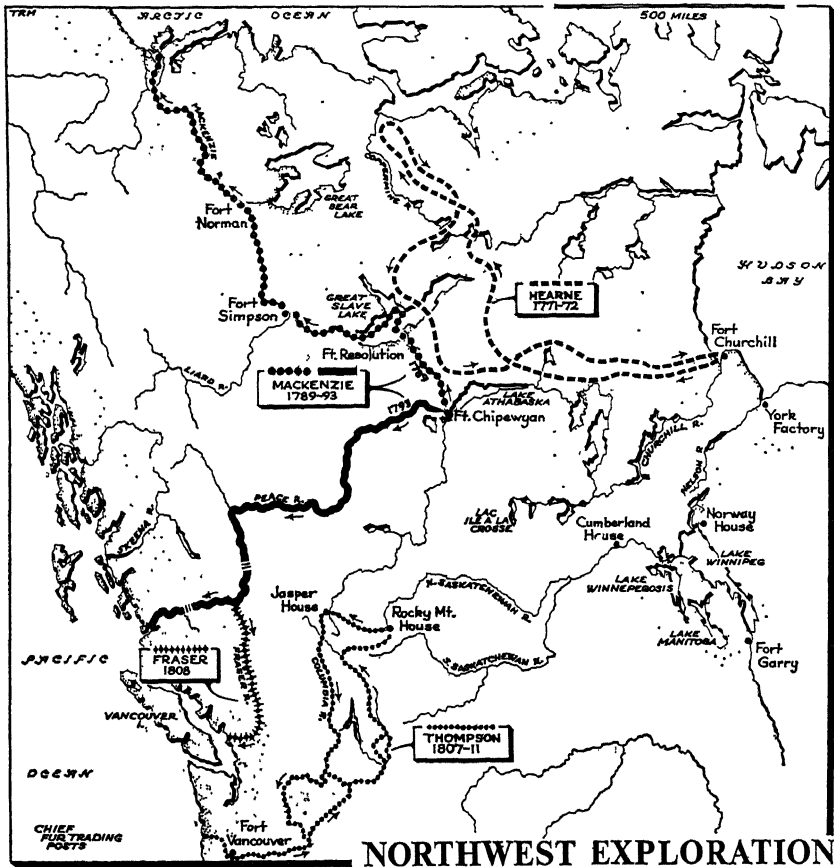 TRM
ARCTIC OCEAN
500 MILES
MACKENZIE
GREAT
BEAR
LAKE
Fort
Norman
HUDSON
BAY
HEARNE
1771-72
GREAT
SLAVE
LAKE
Fort
Simpson
Fort
Churchill
Ft. Resolution
LIARD R.
MACKENZIE
1789-93
1793
LAKE
ATHABASKA
Ft. Chipewyan
York
Factory
CHURCHILL R.
NELSON R.
PEACE R.
LAC
ILE A LA
CROSSE
Norway
House
Cumberland
Hruse
SKEENA R.
LAKE
WINNIPEG
LAKE
WINNEPEGOSIS
N. SASKATCHEWAN R.
Jasper
House
Rocky Mt.
House
LAKE
MANITOBA
Fort
Garry
S. SASKATCHEWAN R.
PACIFIC
FRASER
1808
FRASER R.
COLUMBIA R.
VANCOUVER
I.
THOMPSON
1807-11
OCEAN
CHIEF
FUR TRADING
POSTS
Fort
Vancouver
NORTHWEST EXPLORATION